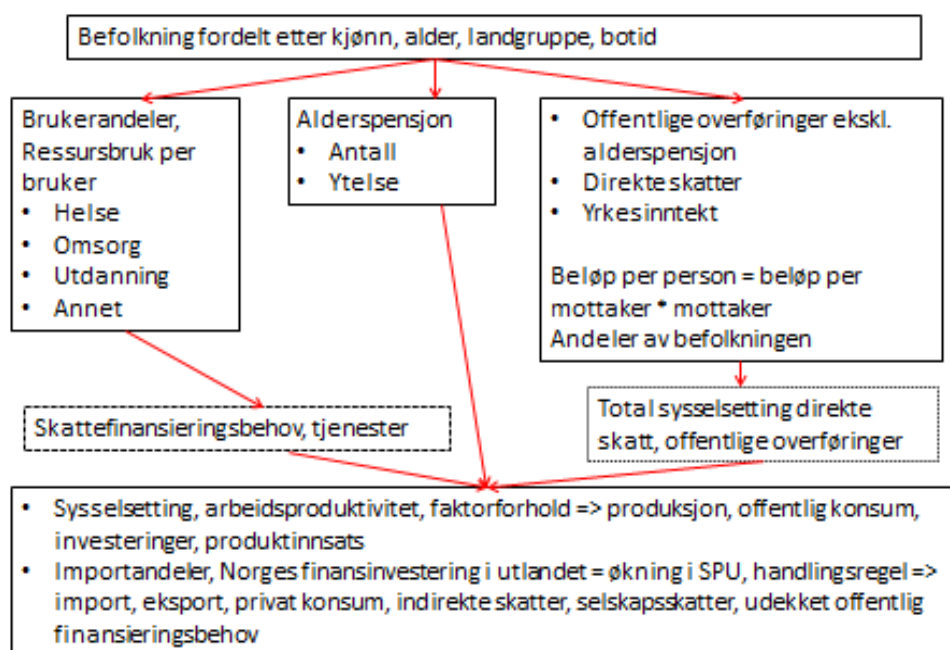 Befolkning fordelt etter kjønn, alder, landgruppe, botid
Brukerandeler,
Ressursbruk per
bruker
• Helse
• Omsorg
• Utdanning
• Annet
Alderspensjon
• Antall
• Ytelse
• Offentlige overføringer ekskl.
alderspensjon
• Direkte skatter
• Yrkesinntekt
Beløp per person = beløp per
mottaker * mottaker
Andeler av befolkningen
Skattefinansieringsbehov, tjenester
Total sysselsetting direkte
skatt, offentlige overføringer
• Sysselsetting, arbeidsproduktivitet, faktorforhold => produksjon, offentlig konsum,
investeringer, produktinnsats
• Importandeler, Norges finansinvestering i utlandet = økning i SPU, handlingsregel =>
import, eksport, privat konsum, indirekte skatter, selskapsskatter, udekket offentlig
finansieringsbehov